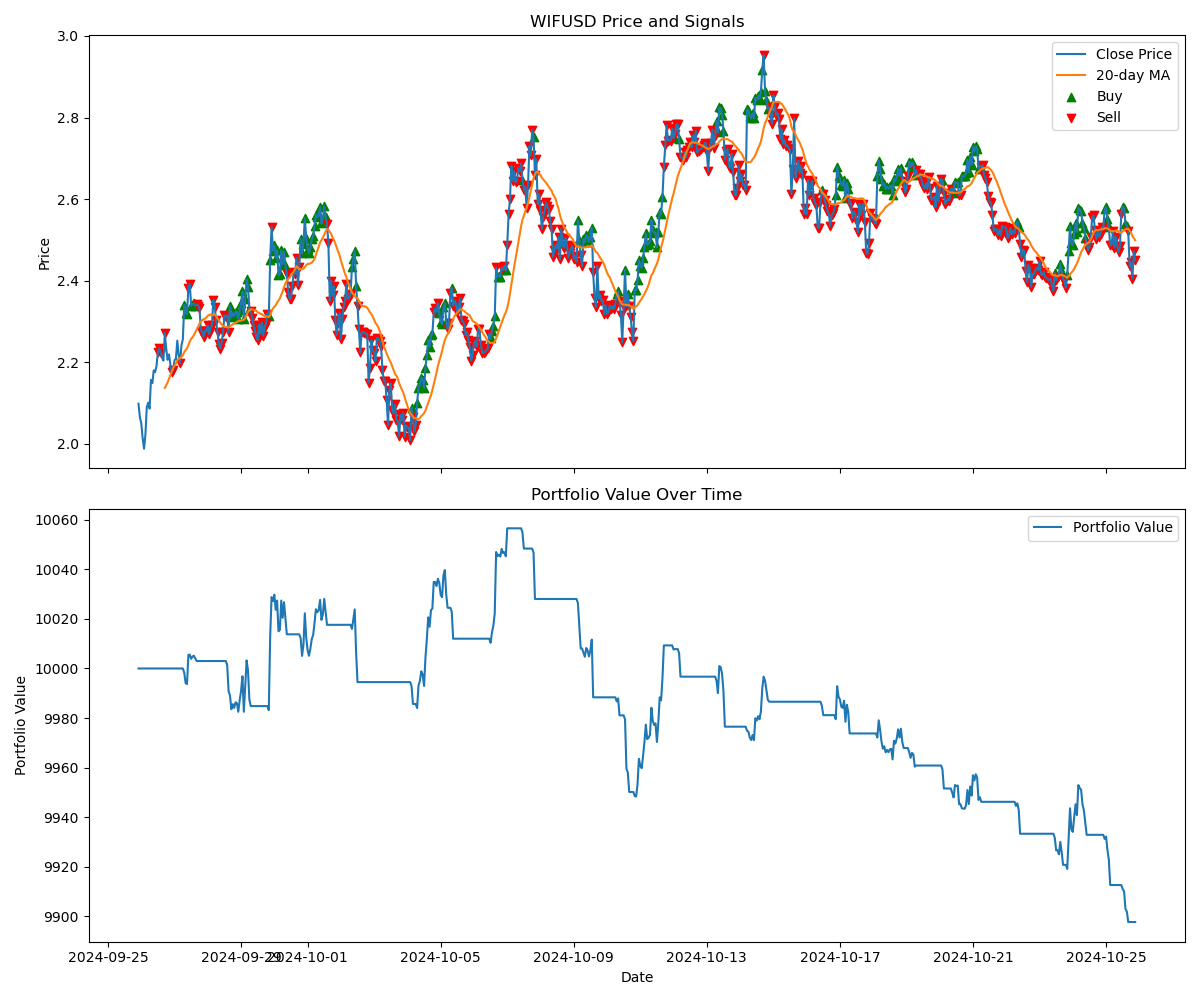 WIFUSD Price and Signals
3.0
2.8
2.6
2.4
2.2
2.0
Price
Close Price
20-day MA
Buy
Sell
Portfolio Value Over Time
10060
10040
10020
10000
9980
9960
9940
9920
9900
Portfolio Value
Portfolio Value
2024-09-25 2024-09-29 2024-10-01 2024-10-05 2024-10-09 2024-10-13 2024-10-17 2024-10-21 2024-10-25
Date